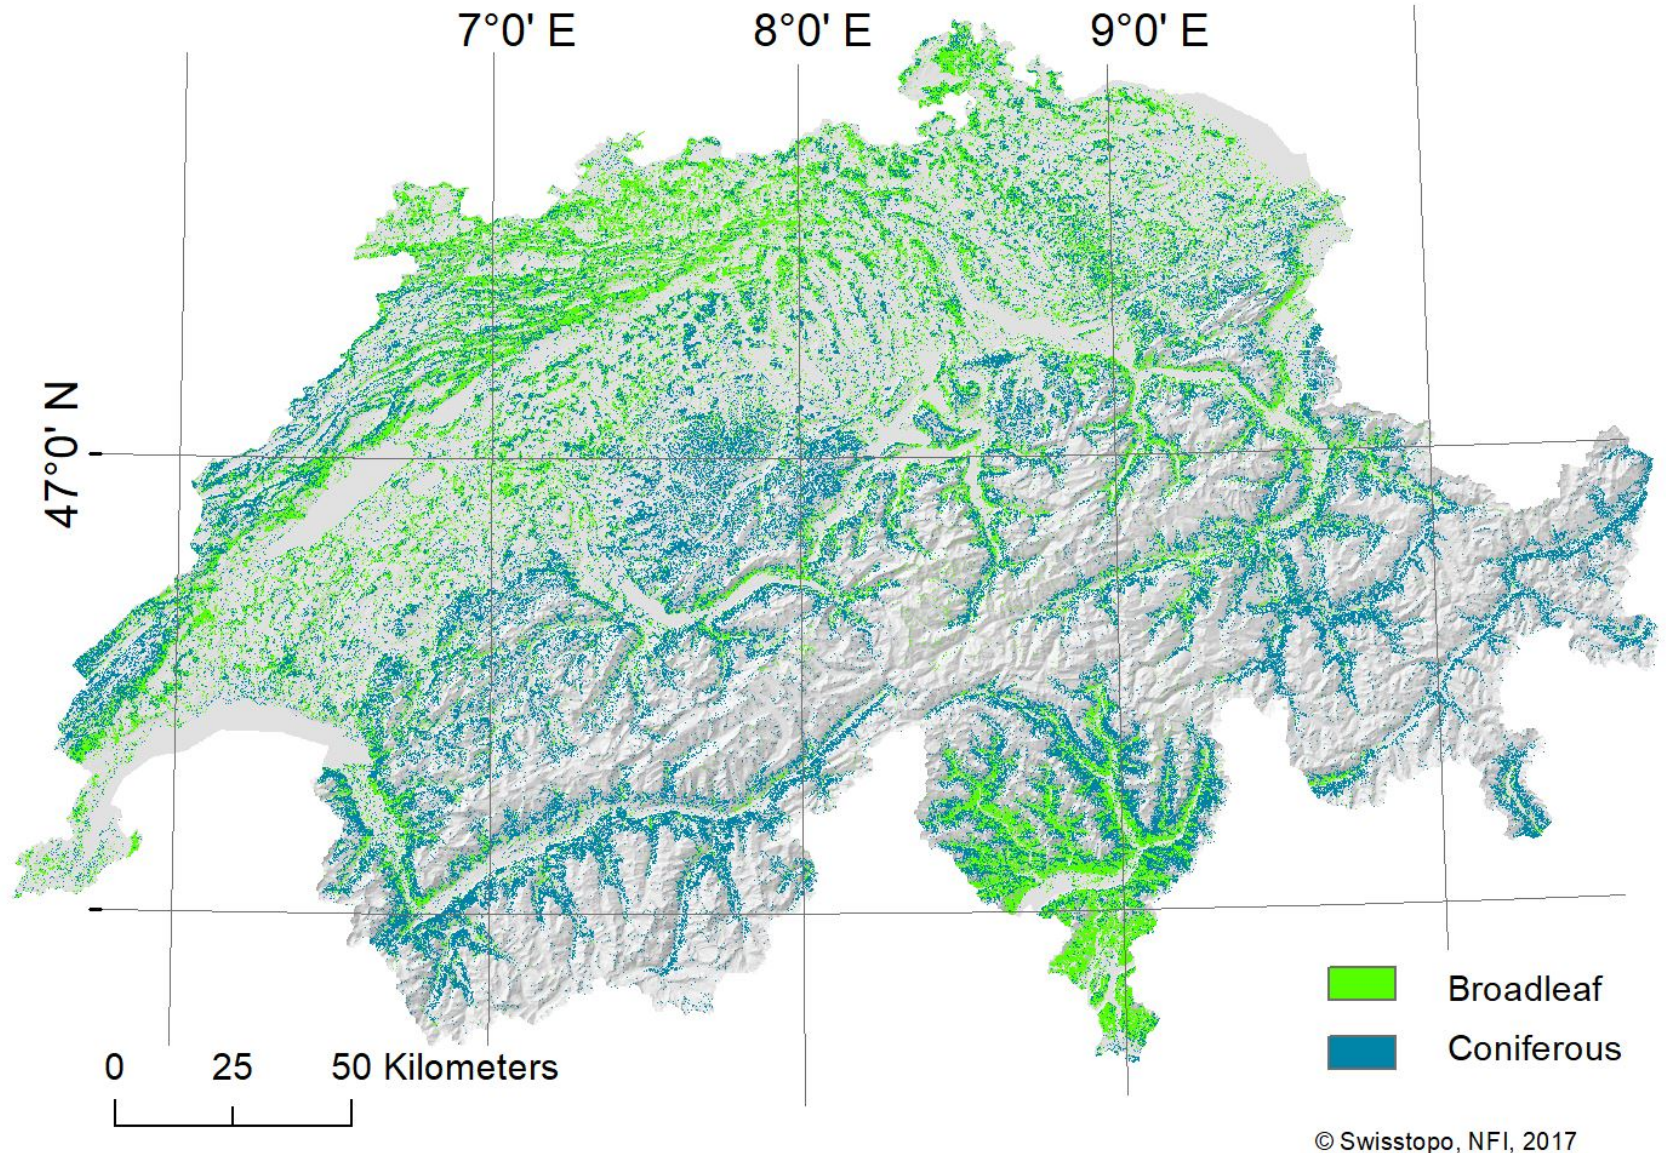 7°0' E 8°0' E 9°0' E
47°0' N
Broadleaf
Coniferous
0 25 50 Kilometers
© Swisstopo, NFI, 2017